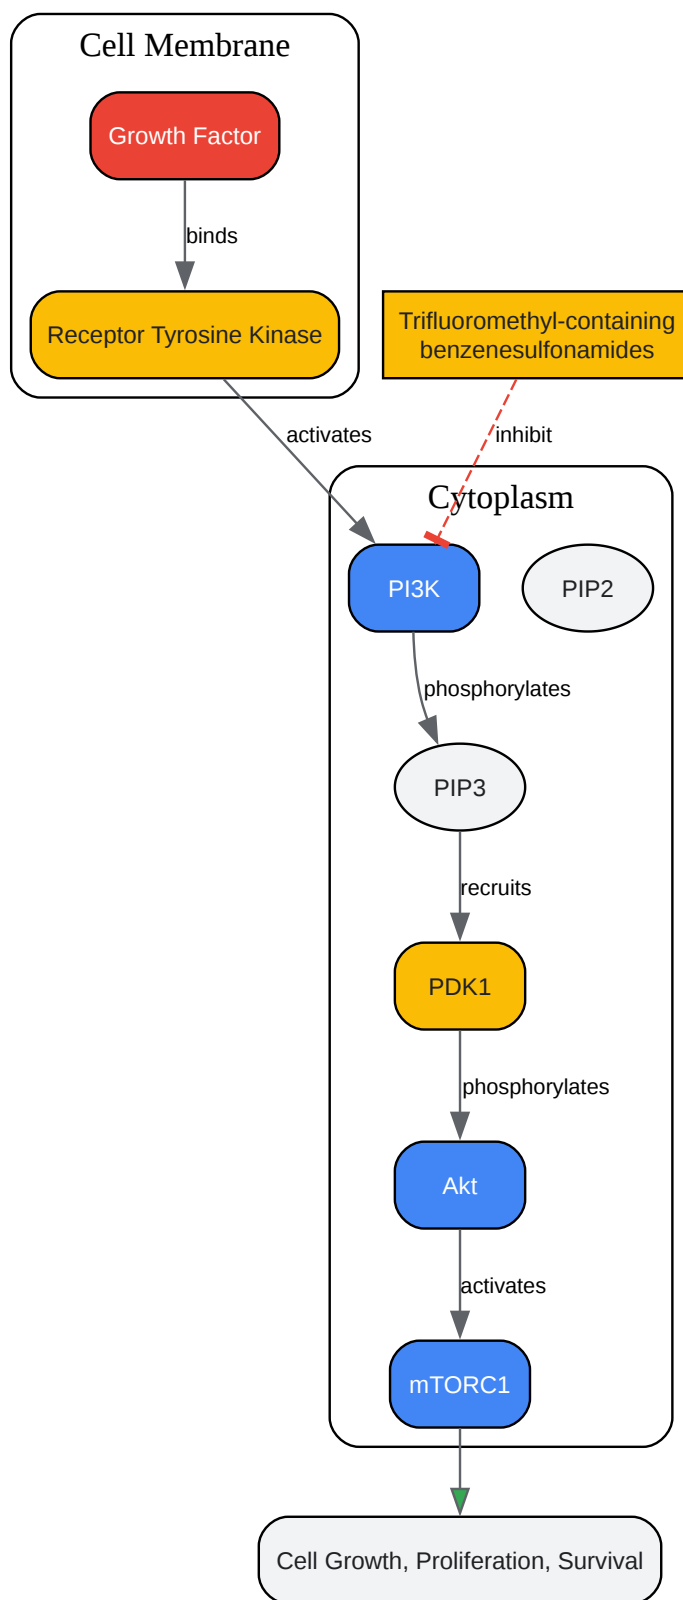 Cell Membrane
Growth Factor
binds
Receptor Tyrosine Kinase
Trifluoromethyl-containing
benzenesulfonamides
activates
inhibit
Cytoplasm
PI3K
PIP2
phosphorylates
PIP3
recruits
PDK1
phosphorylates
Akt
activates
mTORC1
Cell Growth, Proliferation, Survival